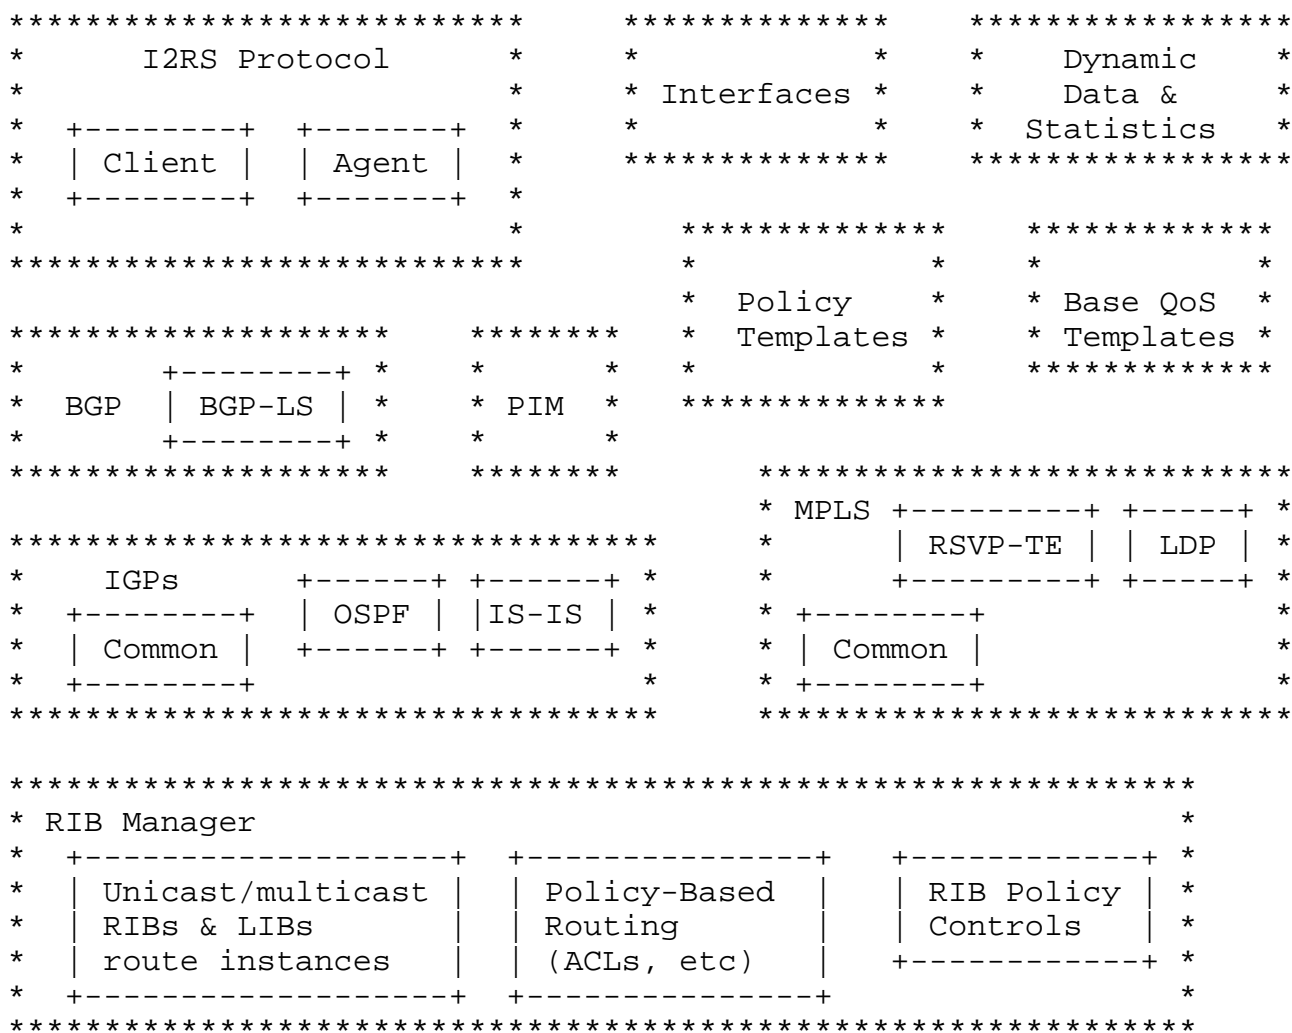 I2RS Protocol
Client
Agent
Interfaces
Dynamic
Data &
Statistics
Policy
Templates
Base QoS
Templates
BGP
BGP-LS
PIM
MPLS
RSVP-TE
LDP
Common
IGPs
OSPF
IS-IS
Common
RIB Manager
Unicast/multicast
RIBs & LIBs
route instances
Policy-Based
Routing
(ACLs, etc)
RIB Policy
Controls